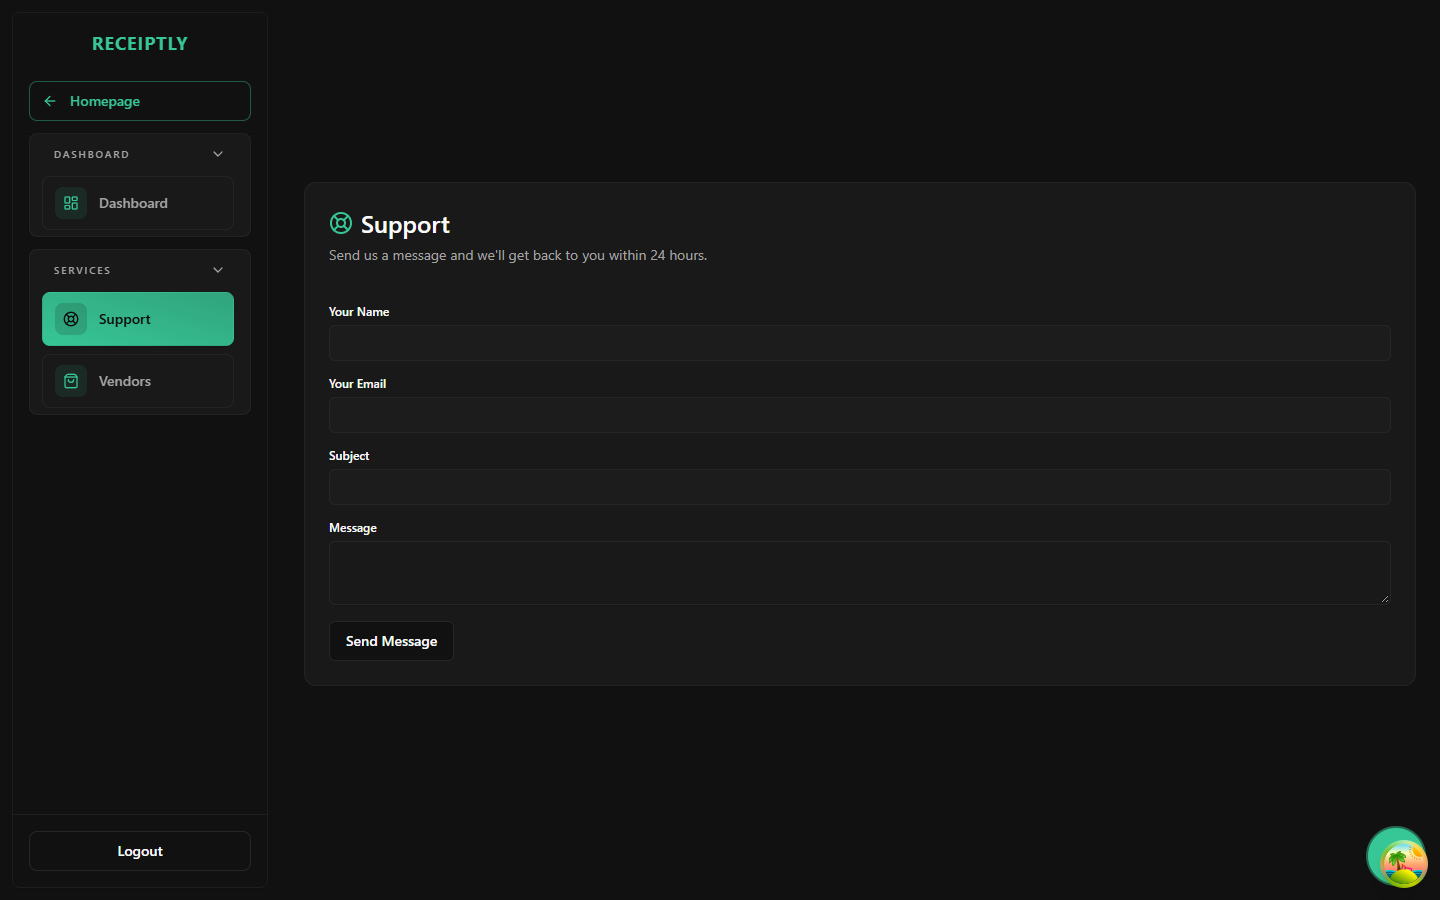 RECEIPTLY
Homepage
DASHBOARD
Dashboard
SERVICES
Support
Vendors
Logout
Support
Send us a message and we'll get back to you within 24 hours.
Your Name
Your Email
Subject
Message
Send Message